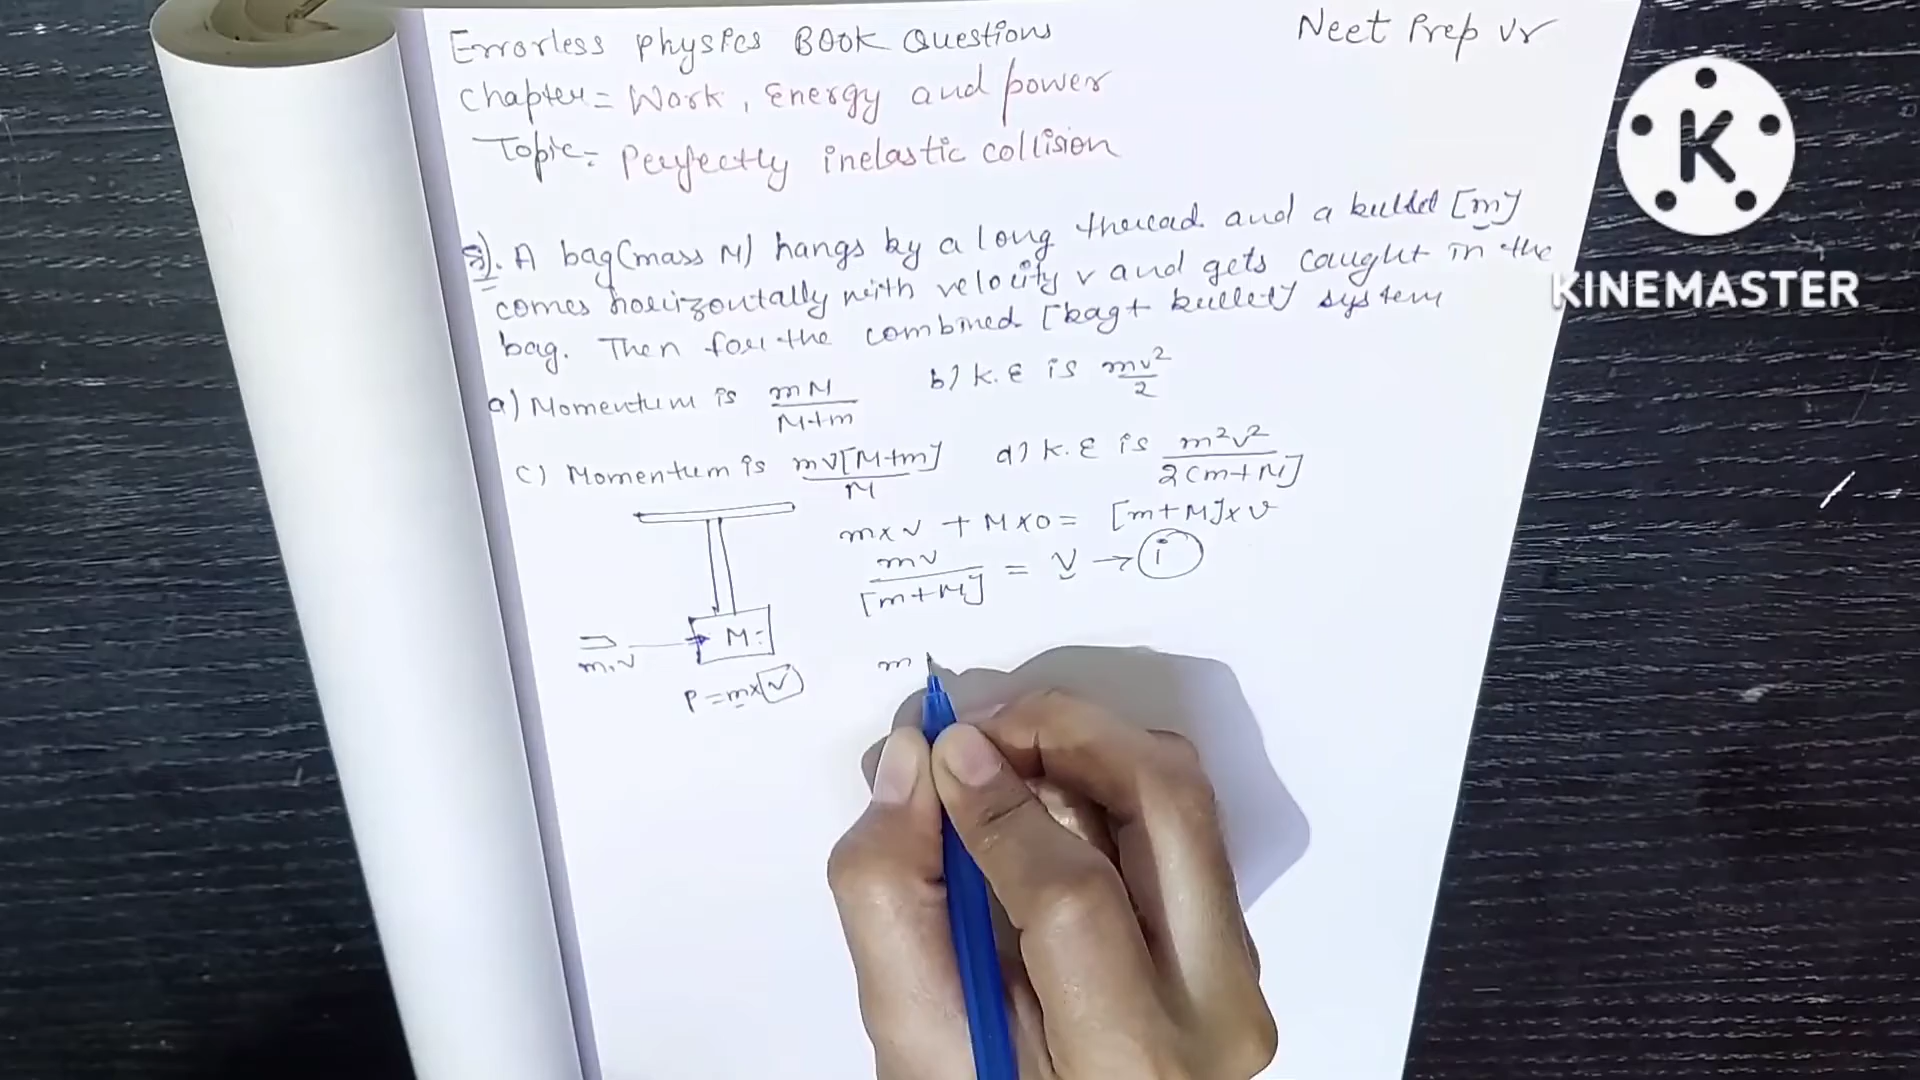 Errorless physics BOOK Questions
Neet Prep vr
Chapter = Work, Energy and power
Topic = Perfectly inelastic collision
8). A bag (mass M) hangs by a long thread and a bullet [m]
comes horizontally with velocity v and gets caught in the
bag. Then for the combined [bag + bullet] system
a) Momentum is mM/M+m
b) K.E is mv²/2
c) Momentum is mv[M+m]/M
d) K.E is m²v²/2(m+M]
m×v + M×0 = [m+M]×v
mv/[m+M] = v → (i)
M
m,v
P = m×v
m
K
KINEMASTER